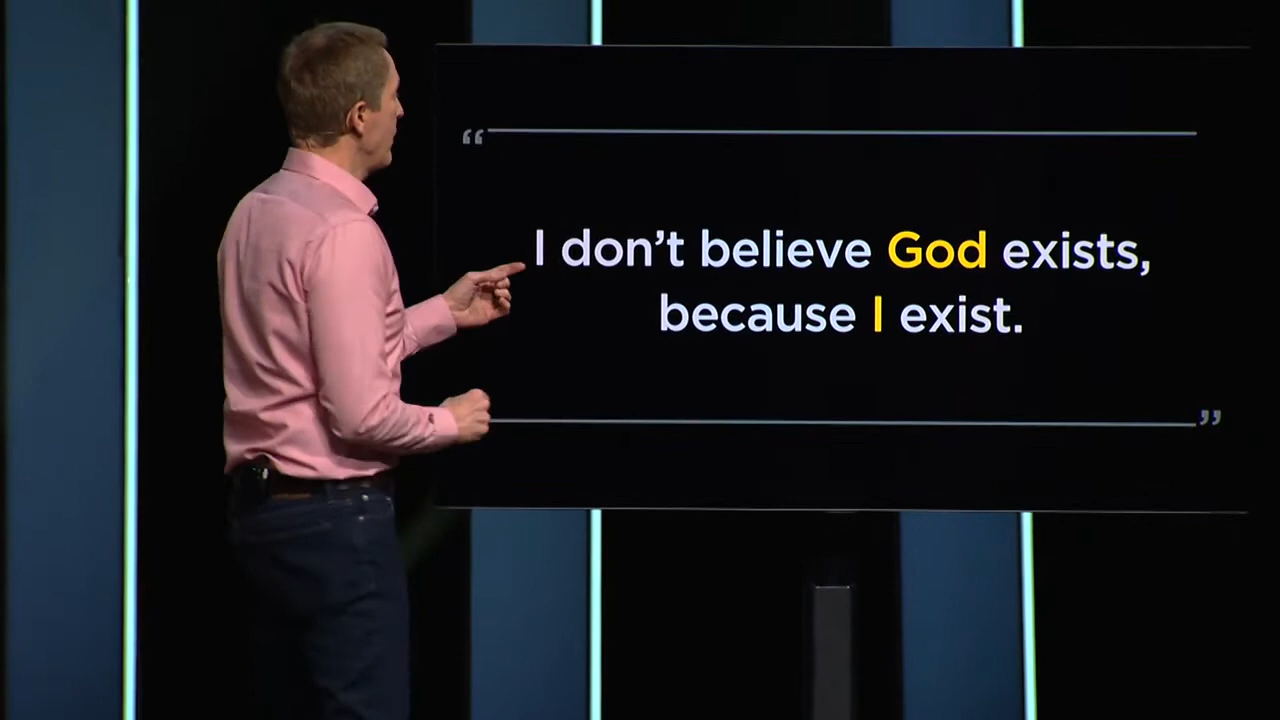 “
I don’t believe God exists,
because I exist.
”